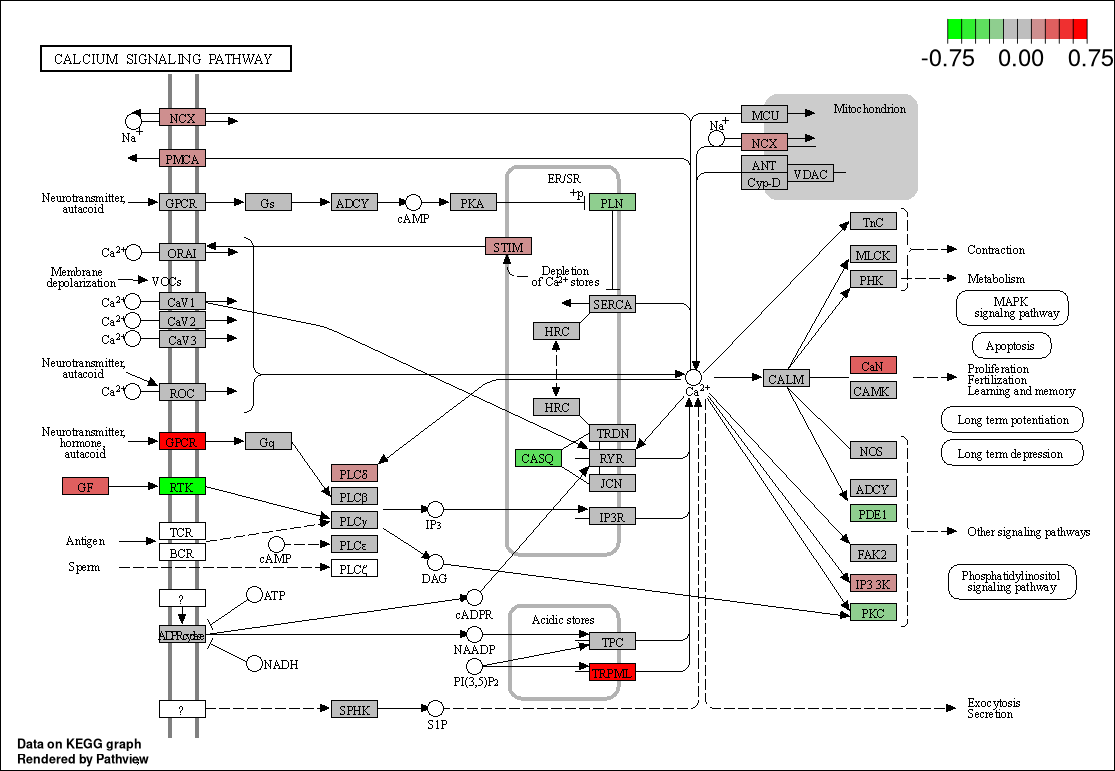 -0.75 0.00 0.75
CALCIUM SIGNALING PATHWAY
Mitochondrion
MCU
NCX
Na+
Na+
NCX
ANT
VDAC
Cyp-D
PMCA
ER/SR
+p
Neurotransmitter,
autacoid
GPCR
Gs
ADCY
cAMP
PKA
PLN
TnC
STIM
Contraction
Ca2+
ORAI
MLCK
Depletion
of Ca2+ stores
Membrane
depolarization
VOCs
PHK
Metabolism
Ca2+
CaV1
SERCA
MAPK
signalng pathway
Ca2+
CaV2
HRC
Ca2+
CaV3
Apoptosis
Neurotransmitter,
autacoid
CaN
Proliferation
Fertilization
Learning and memory
Ca2+
CALM
CAMK
Ca2+
ROC
HRC
Long term potentiation
Neurotransmitter,
hormone,
autacoid
GPCR
Gq
TRDN
NOS
Long term depression
CASQ
RYR
PLCδ
JCN
GF
RTK
PLCβ
ADCY
PDE1
IP3
IP3R
PLCγ
TCR
Antigen
BCR
cAMP
PLCε
FAK2
Other signaling pathways
Sperm
PLCζ
DAG
IP3 3K
Phosphatidylinositol
signaling pathway
?
ATP
cADPR
PKC
Acidic stores
NAADP
TPC
NADH
PI(3,5)P2
TRPML
?
SPHK
S1P
Exocytosis
Secretion
Data on KEGG graph
Rendered by Pathview